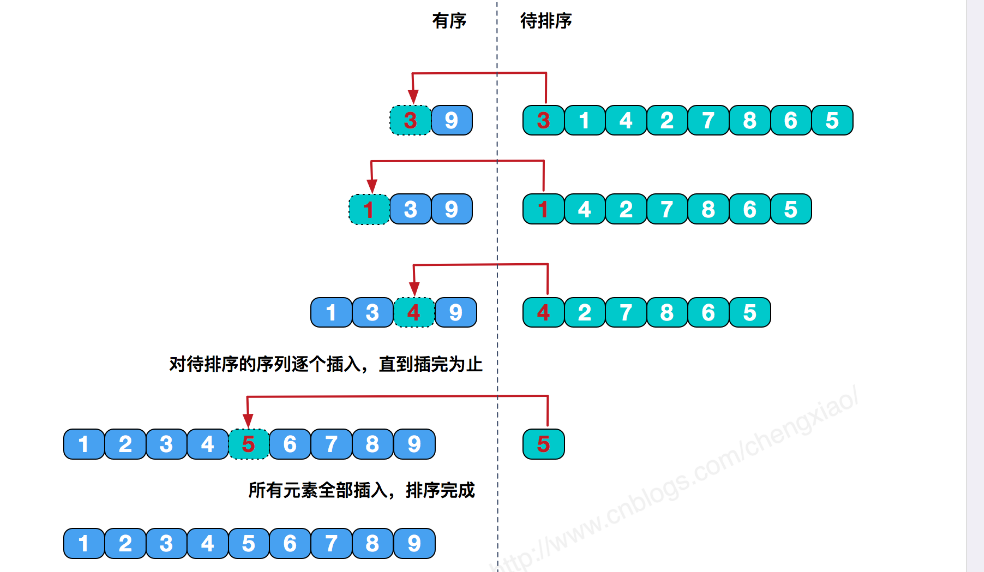 有序 待排序
3 9 3 1 4 2 7 8 6 5
1 3 9 1 4 2 7 8 6 5
1 3 4 9 4 2 7 8 6 5
对待排序的序列逐个插入，直到插完为止
1 2 3 4 5 6 7 8 9 5
所有元素全部插入，排序完成
1 2 3 4 5 6 7 8 9
http://www.cnblogs.com/chengxiao/